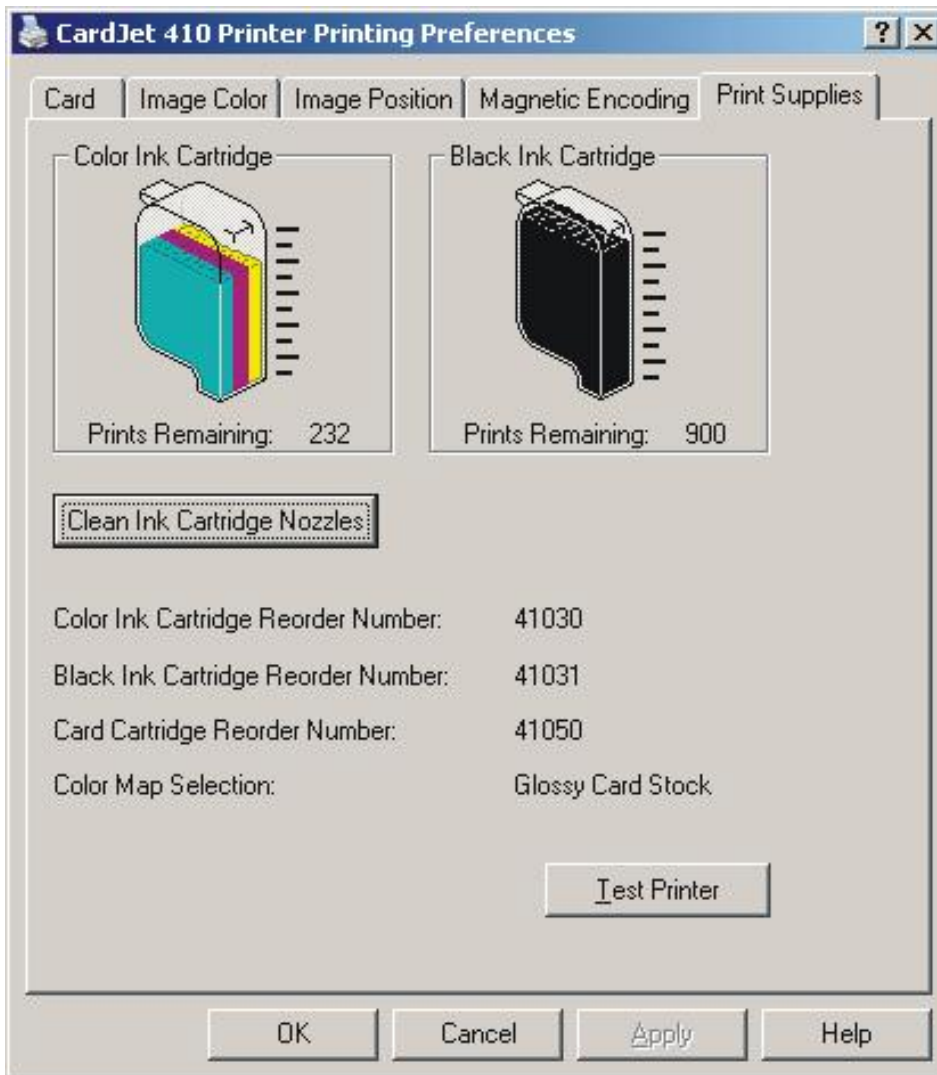 CardJet 410 Printer Printing Preferences
Card Image Color Image Position Magnetic Encoding Print Supplies
Color Ink Cartridge Black Ink Cartridge
Prints Remaining: 232 Prints Remaining: 900
Clean Ink Cartridge Nozzles
Color Ink Cartridge Reorder Number: 41030
Black Ink Cartridge Reorder Number: 41031
Card Cartridge Reorder Number: 41050
Color Map Selection: Glossy Card Stock
Test Printer
OK Cancel Apply Help